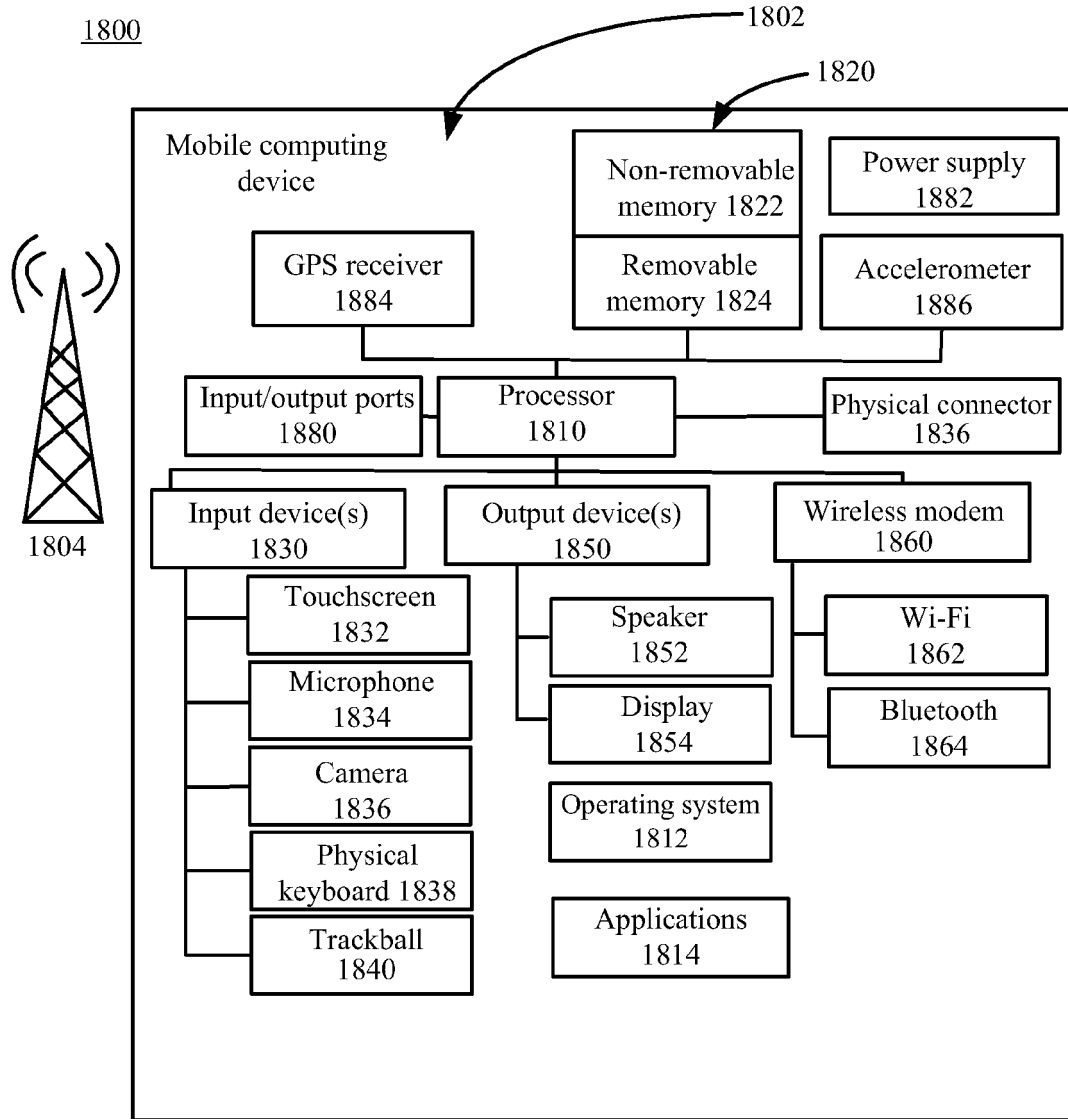 1800
1802
1820
Mobile computing
device
Non-removable
memory 1822
Power supply
1882
GPS receiver
1884
Removable
memory 1824
Accelerometer
1886
Input/output ports
1880
Processor
1810
Physical connector
1836
1804
Input device(s)
1830
Output device(s)
1850
Wireless modem
1860
Touchscreen
1832
Speaker
1852
Wi-Fi
1862
Microphone
1834
Display
1854
Bluetooth
1864
Camera
1836
Operating system
1812
Physical
keyboard 1838
Applications
1814
Trackball
1840